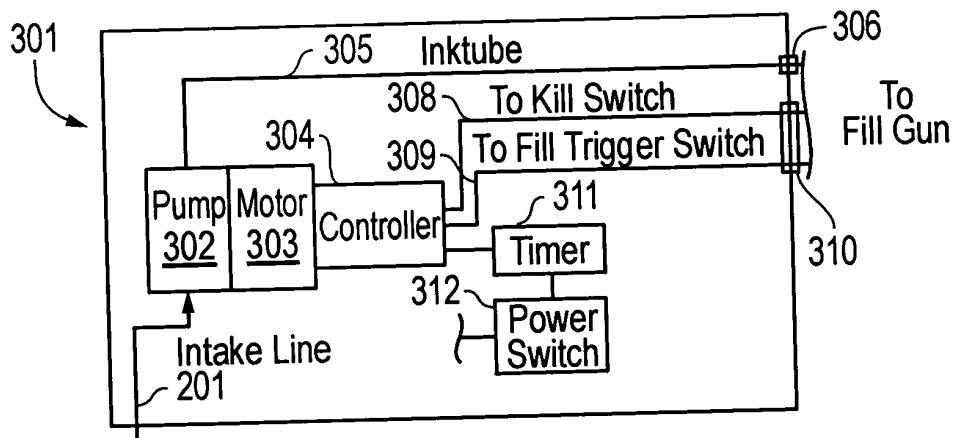 301
305
Inktube
306
308
To Kill Switch
To
Fill Gun
304
To Fill Trigger Switch
309
Pump
302
Motor
303
Controller
311
Timer
310
312
Power
Switch
Intake Line
201